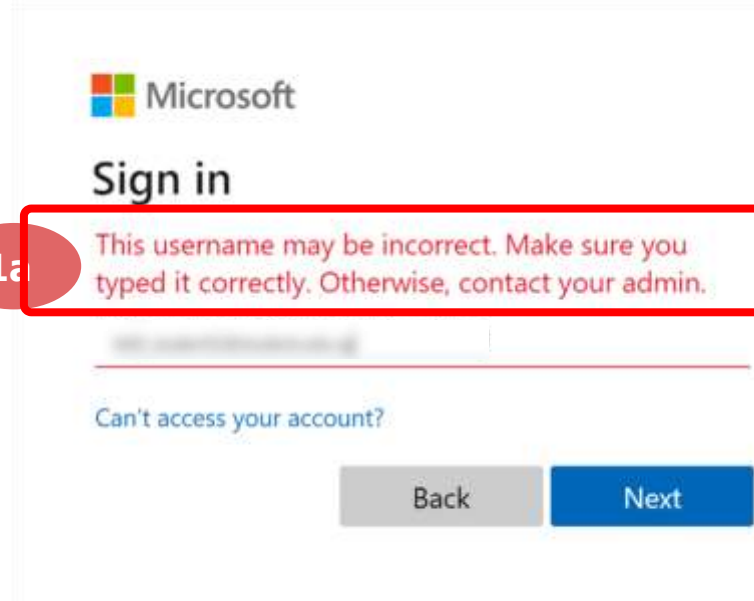 Microsoft
Sign in
This username may be incorrect. Make sure you
typed it correctly. Otherwise, contact your admin.
Can't access your account?
Back
Next